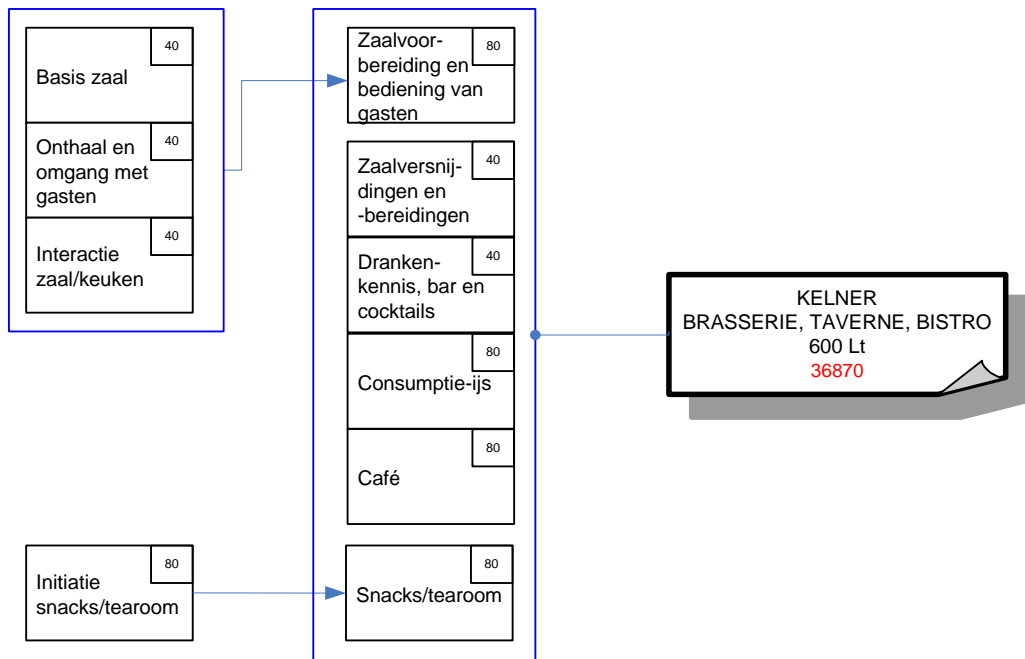 40
Basis zaal
40
Onthaal en
omgang met
gasten
40
Interactie
zaal/keuken
80
Initiatie
snacks/tearoom
80
Zaalvoor-
bereiding en
bediening van
gasten
40
Zaalversnij-
dingen en
-bereidingen
40
Dranken-
kennis, bar en
cocktails
80
Consumptie-ijs
80
Café
80
Snacks/tearoom
KELNER
BRASSERIE, TAVERNE, BISTRO
600 Lt
36870